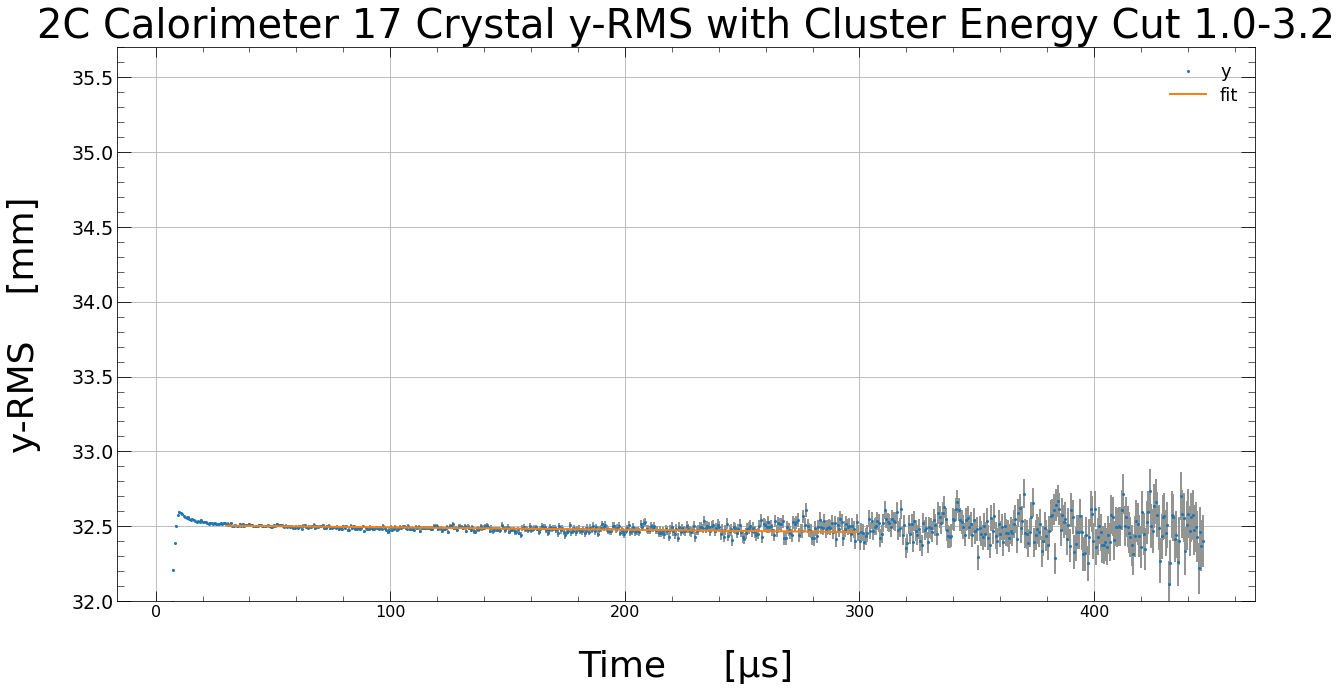 2C Calorimeter 17 Crystal y-RMS with Cluster Energy Cut 1.0-3.2
y
fit
35.5
35.0
34.5
34.0
33.5
33.0
32.5
32.0
y-RMS [mm]
0 100 200 300 400
Time [μs]